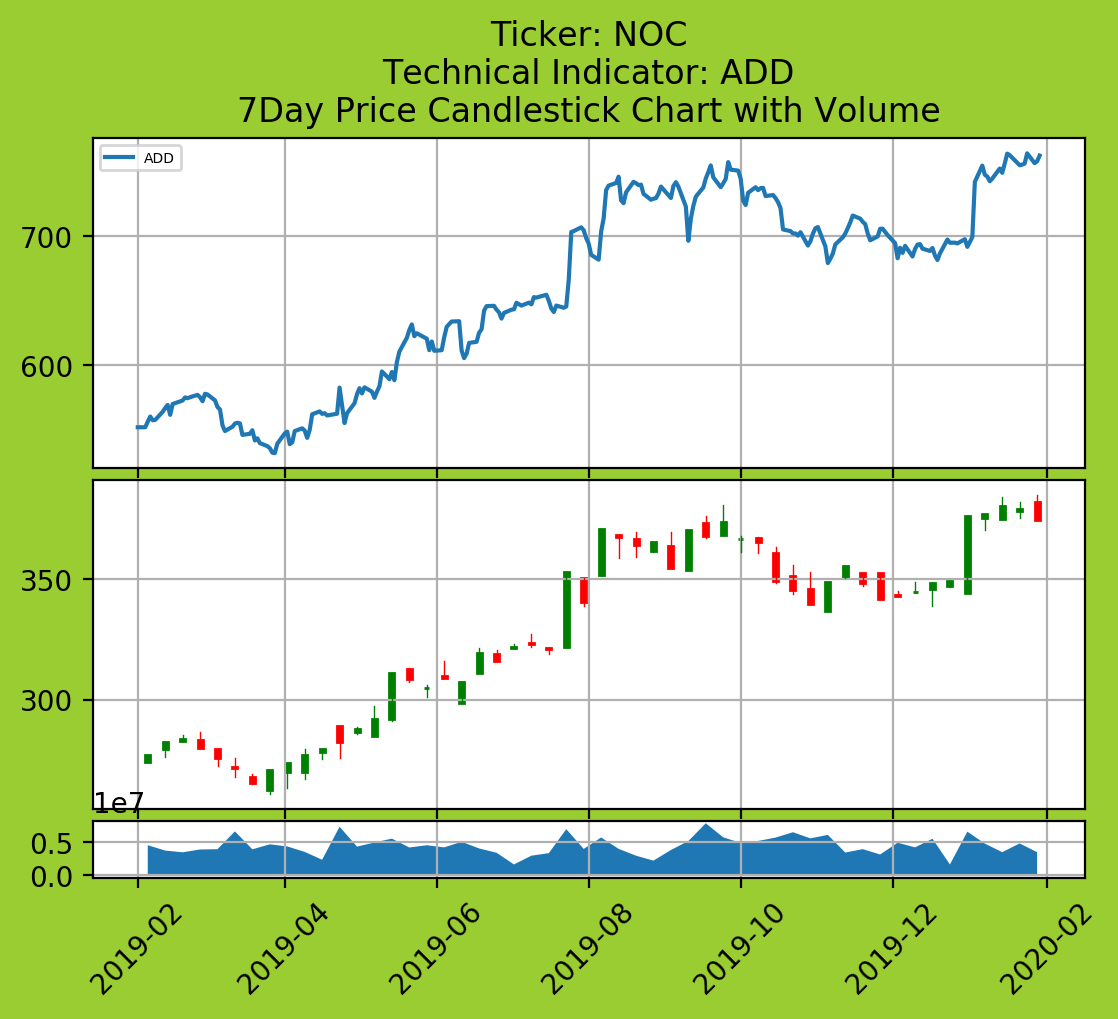 Ticker: NOC
Technical Indicator: ADD
7Day Price Candlestick Chart with Volume
ADD
700
600
350
300
1e7
0.5
0.0
2019-02
2019-04
2019-06
2019-08
2019-10
2019-12
2020-02